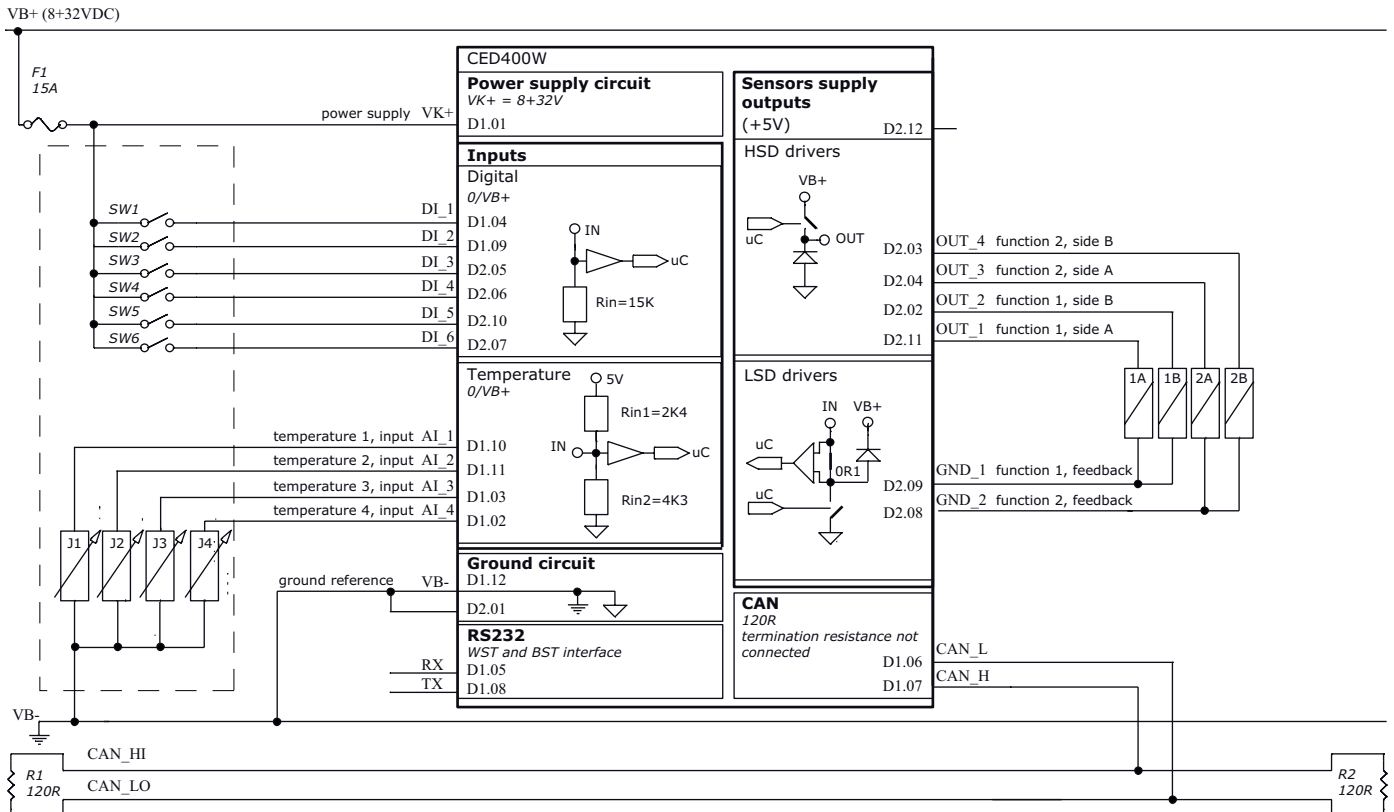 VB+ (8+32VDC)
F1
15A
power supply VK+
SW1
DI_1
SW2
DI_2
SW3
DI_3
SW4
DI_4
SW5
DI_5
SW6
DI_6
temperature 1, input AI_1
temperature 2, input AI_2
temperature 3, input AI_3
temperature 4, input AI_4
J1 J2 J3 J4
ground reference VB-
RX
TX
CED400W
Power supply circuit
VK+ = 8+32V
D1.01
Inputs
Digital
0/VB+
D1.04
D1.09
D2.05
D2.06
D2.10
D2.07
IN
uC
Rin=15K
Temperature
0/VB+
5V
Rin1=2K4
IN
uC
Rin2=4K3
D1.10
D1.11
D1.03
D1.02
Ground circuit
D1.12
D2.01
RS232
WST and BST interface
D1.05
D1.08
Sensors supply
outputs
(+5V)
D2.12
HSD drivers
VB+
uC
OUT
D2.03
D2.04
D2.02
D2.11
LSD drivers
IN VB+
uC
0R1
uC
D2.09
D2.08
CAN
120R
termination resistance not
connected
D1.06
D1.07
OUT_4 function 2, side B
OUT_3 function 2, side A
OUT_2 function 1, side B
OUT_1 function 1, side A
1A 1B 2A 2B
GND_1 function 1, feedback
GND_2 function 2, feedback
CAN_L
CAN_H
VB-
CAN_HI
R1
120R
CAN_LO
R2
120R